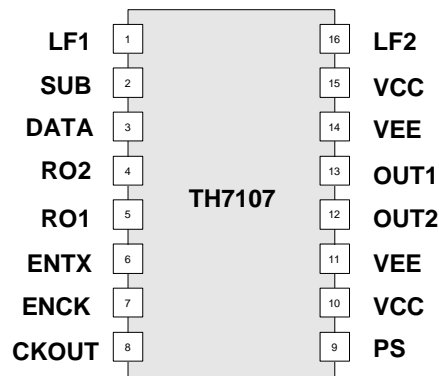 LF1 1 16 LF2
SUB 2 15 VCC
DATA 3 14 VEE
RO2 4 13 OUT1
TH7107
RO1 5 12 OUT2
ENTX 6 11 VEE
ENCK 7 10 VCC
CKOUT 8 9 PS